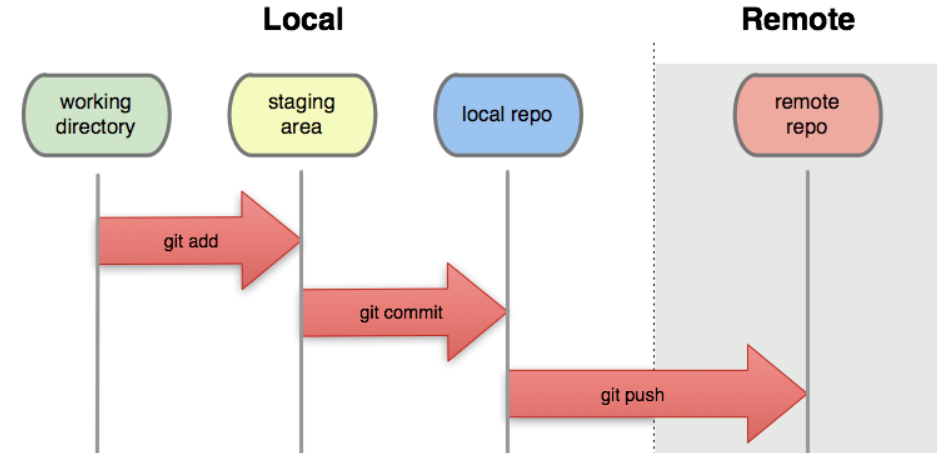 Local
Remote
working
directory
staging
area
local repo
remote
repo
git add
git commit
git push